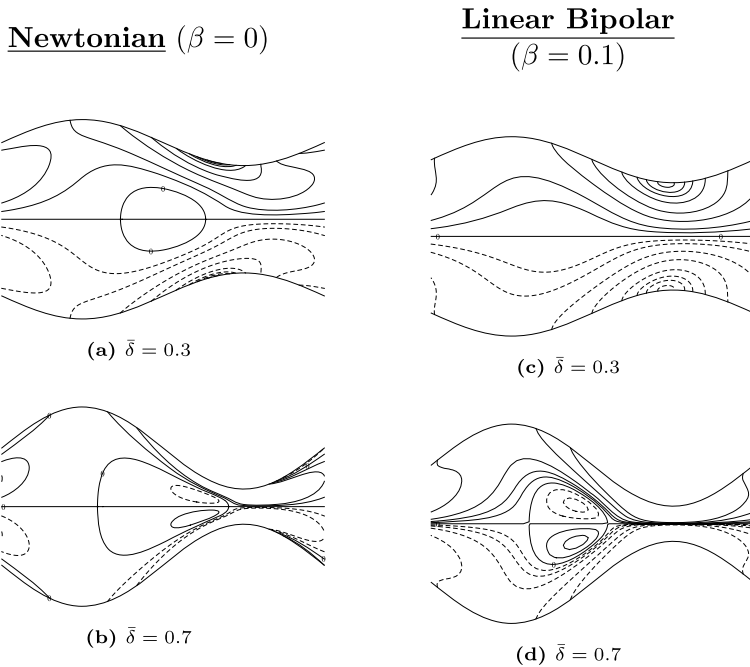 Newtonian (β = 0)
Linear Bipolar
(β = 0.1)
0
0
(a) δ̄ = 0.3
0
0
(c) δ̄ = 0.3
0
0
0
0
0
(b) δ̄ = 0.7
0
(d) δ̄ = 0.7